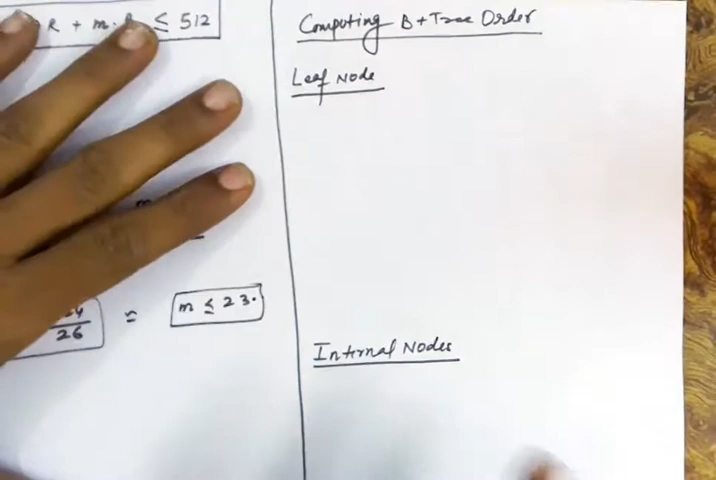 R + m. ≤ 512
26
≃
m ≤ 23.
Computing B+Tree Order
Leaf Node
Internal Nodes